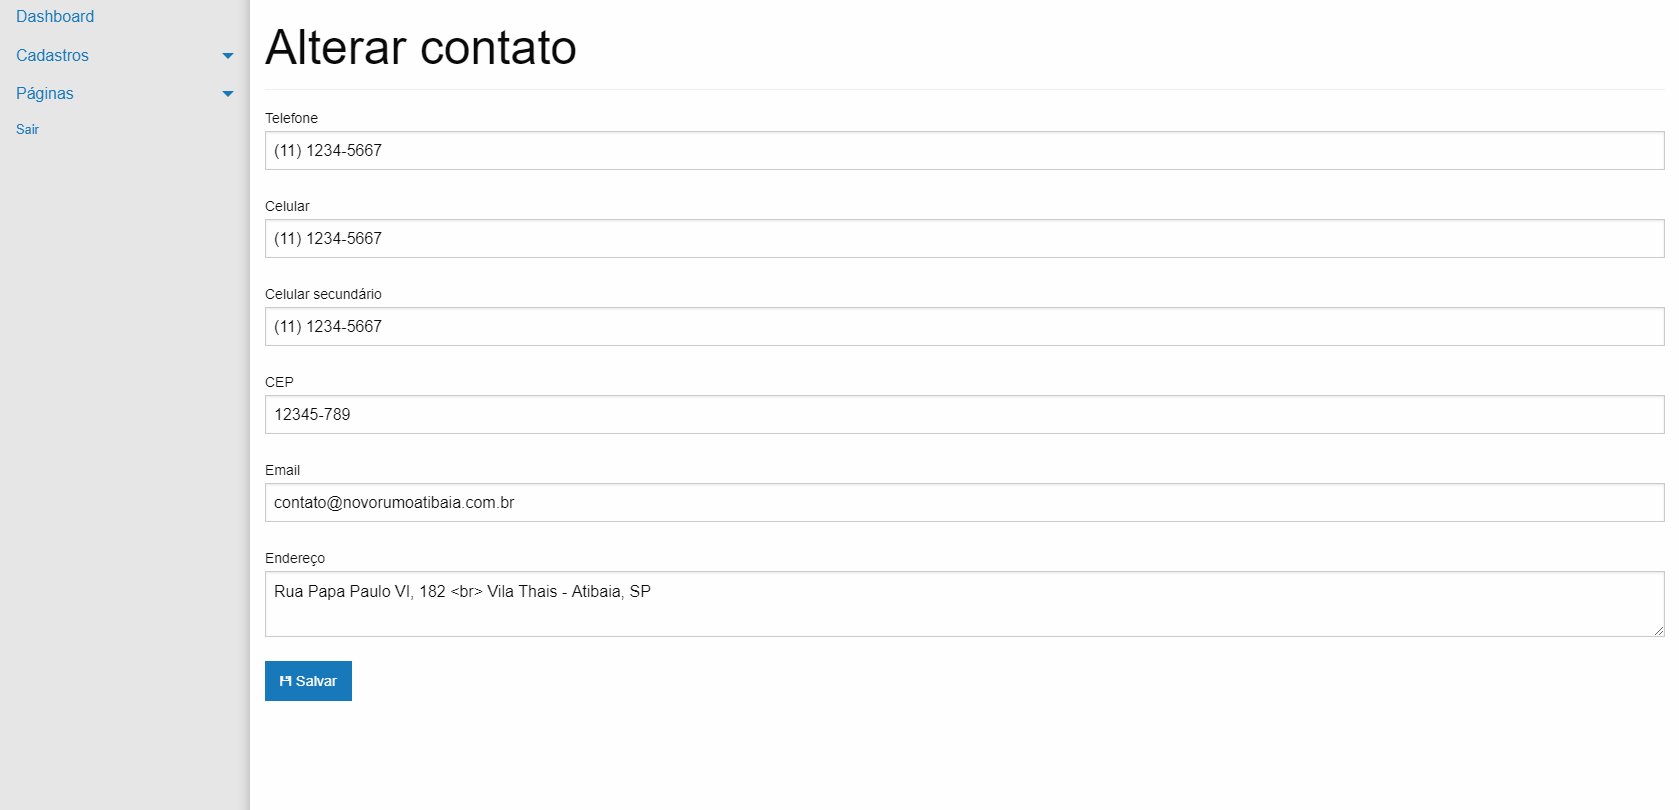 Dashboard
Cadastros
Páginas
Sair
Alterar contato
Telefone
(11) 1234-5667
Celular
(11) 1234-5667
Celular secundário
(11) 1234-5667
CEP
12345-789
Email
contato@novorumoatibaia.com.br
Endereço
Rua Papa Paulo VI, 182 <br> Vila Thais - Atibaia, SP
Salvar